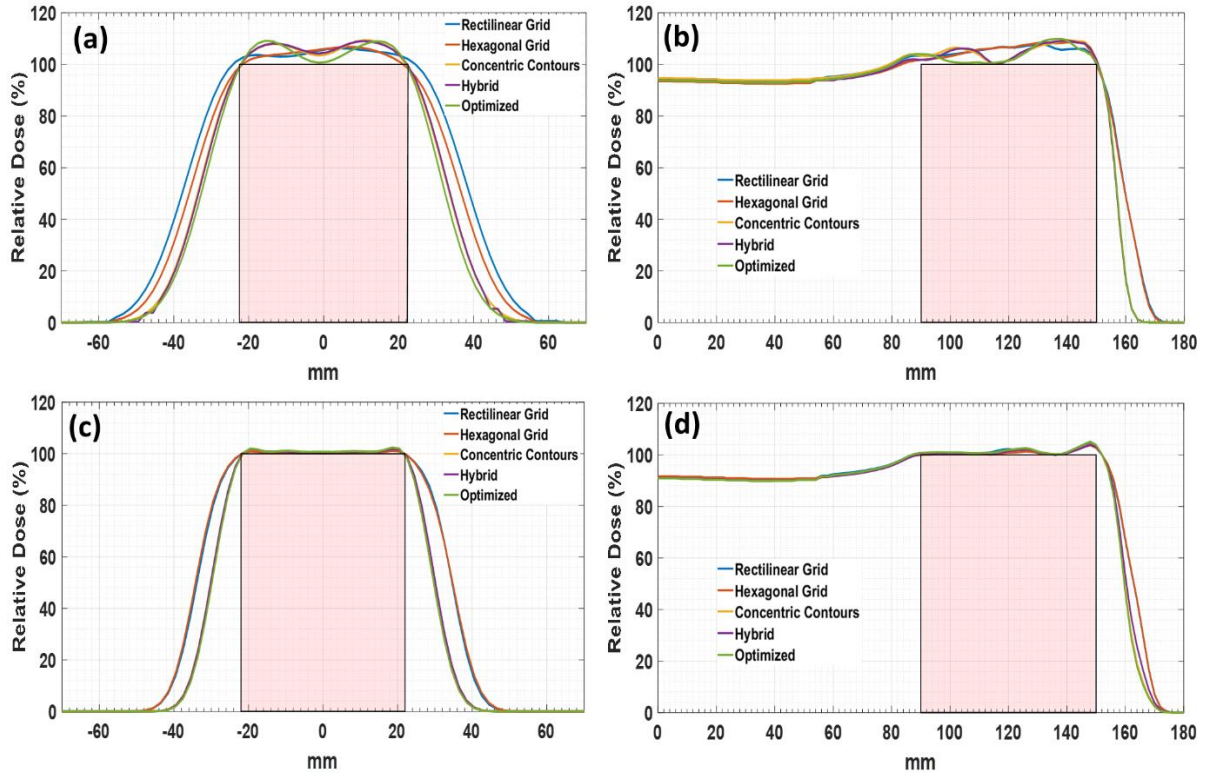 (a)
120
100
80
60
40
20
0
Relative Dose (%)
Rectilinear Grid
Hexagonal Grid
Concentric Contours
Hybrid
Optimized
-60 -40 -20 0 20 40 60
mm
(b)
120
100
80
60
40
20
0
Relative Dose (%)
Rectilinear Grid
Hexagonal Grid
Concentric Contours
Hybrid
Optimized
0 20 40 60 80 100 120 140 160 180
mm
(c)
120
100
80
60
40
20
0
Relative Dose (%)
Rectilinear Grid
Hexagonal Grid
Concentric Contours
Hybrid
Optimized
-60 -40 -20 0 20 40 60
mm
(d)
120
100
80
60
40
20
0
Relative Dose (%)
Rectilinear Grid
Hexagonal Grid
Concentric Contours
Hybrid
Optimized
0 20 40 60 80 100 120 140 160 180
mm